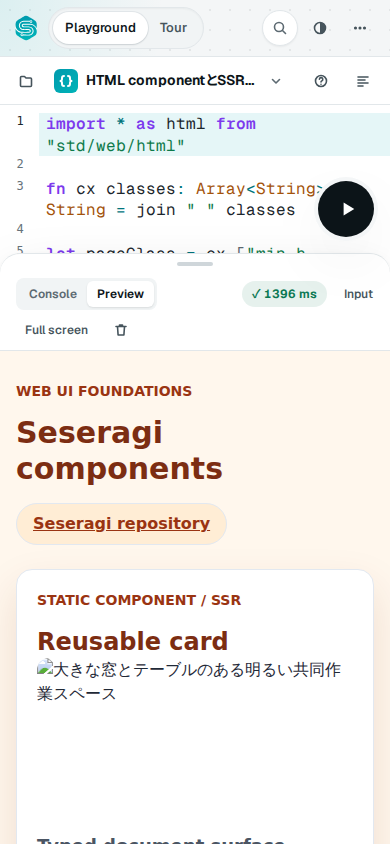 Playground Tour
{} HTML componentとSSR...
1 import * as html from
"std/web/html"
2
3 fn cx classes: Array<String>
String = join " " classes
4
Console Preview ✓ 1396 ms Input
Full screen
WEB UI FOUNDATIONS
Seseragi
components
Seseragi repository
STATIC COMPONENT / SSR
Reusable card
大きな窓とテーブルのある明るい共同作
業スペース
Typed document surface